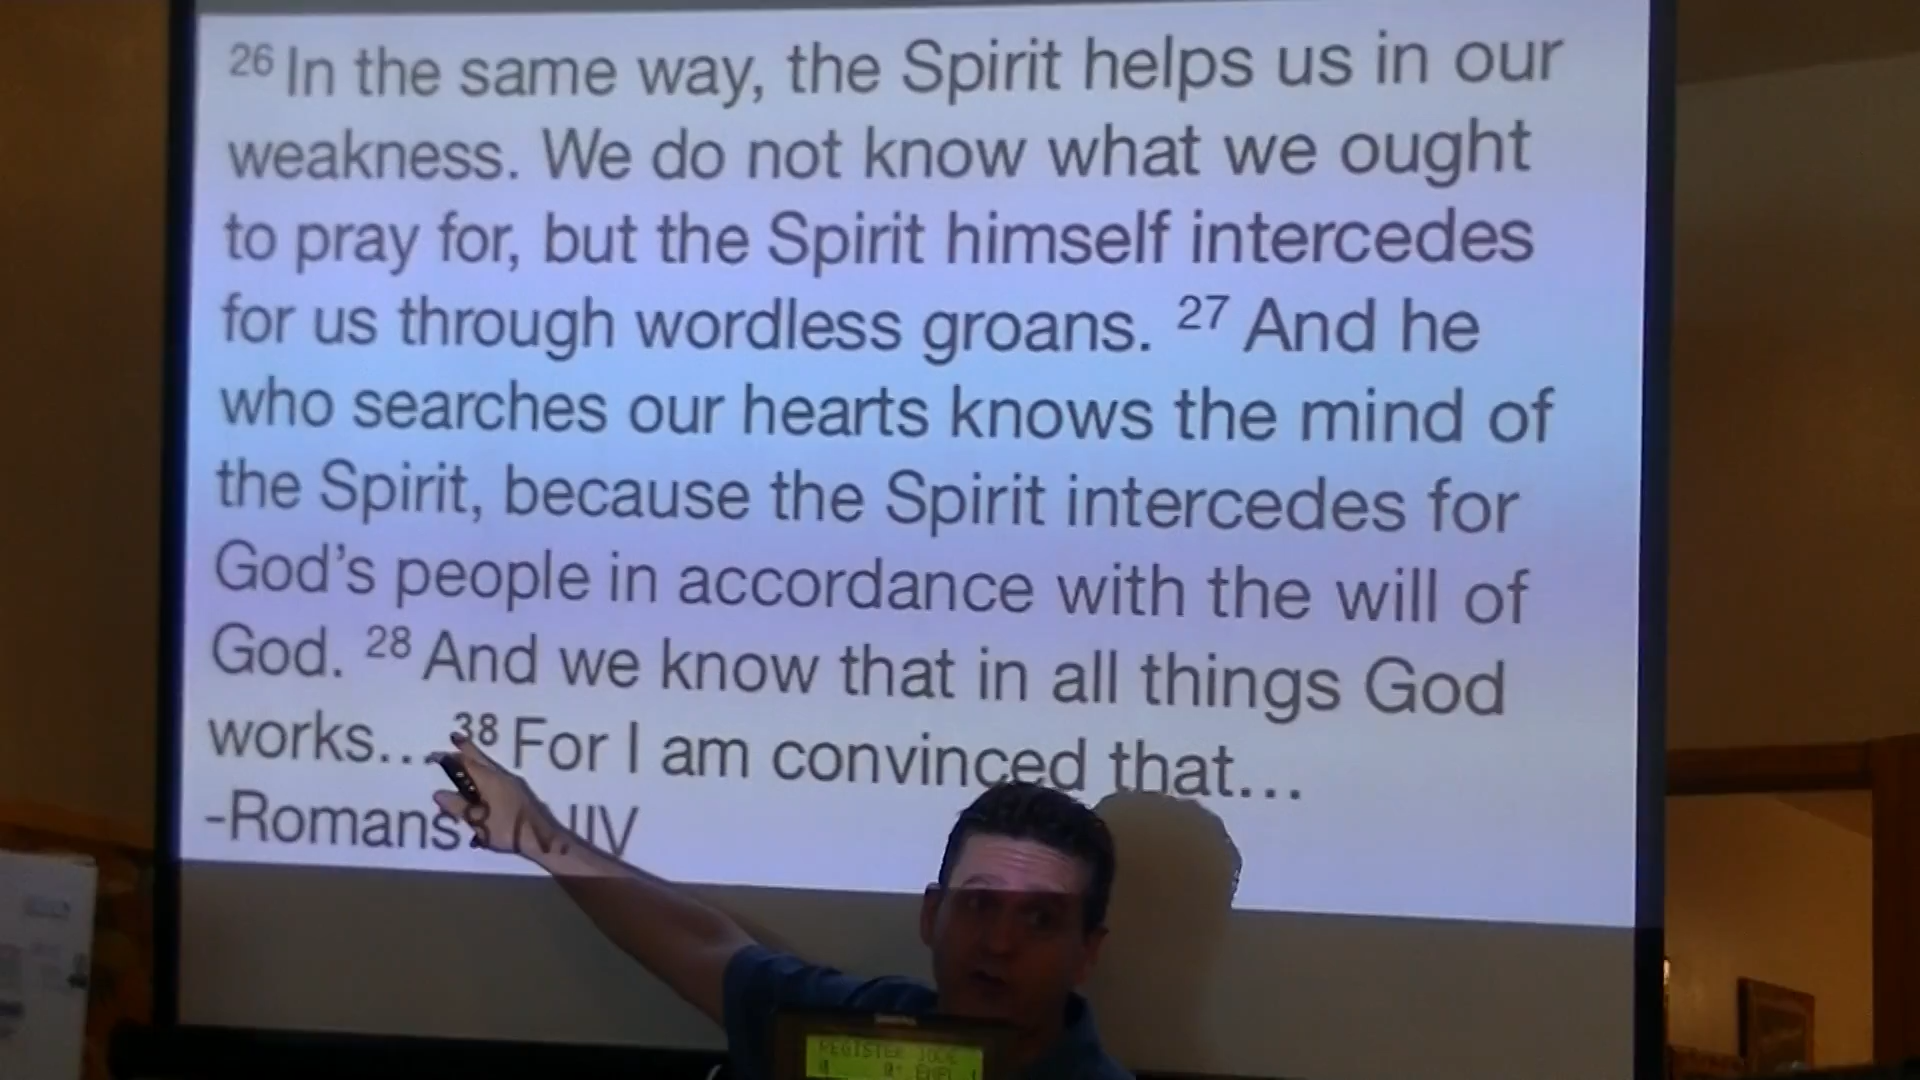 26 In the same way, the Spirit helps us in our
weakness. We do not know what we ought
to pray for, but the Spirit himself intercedes
for us through wordless groans. 27 And he
who searches our hearts knows the mind of
the Spirit, because the Spirit intercedes for
God's people in accordance with the will of
God. 28 And we know that in all things God
works... 38 For I am convinced that...
-Romans 8 NIV
REGISTER